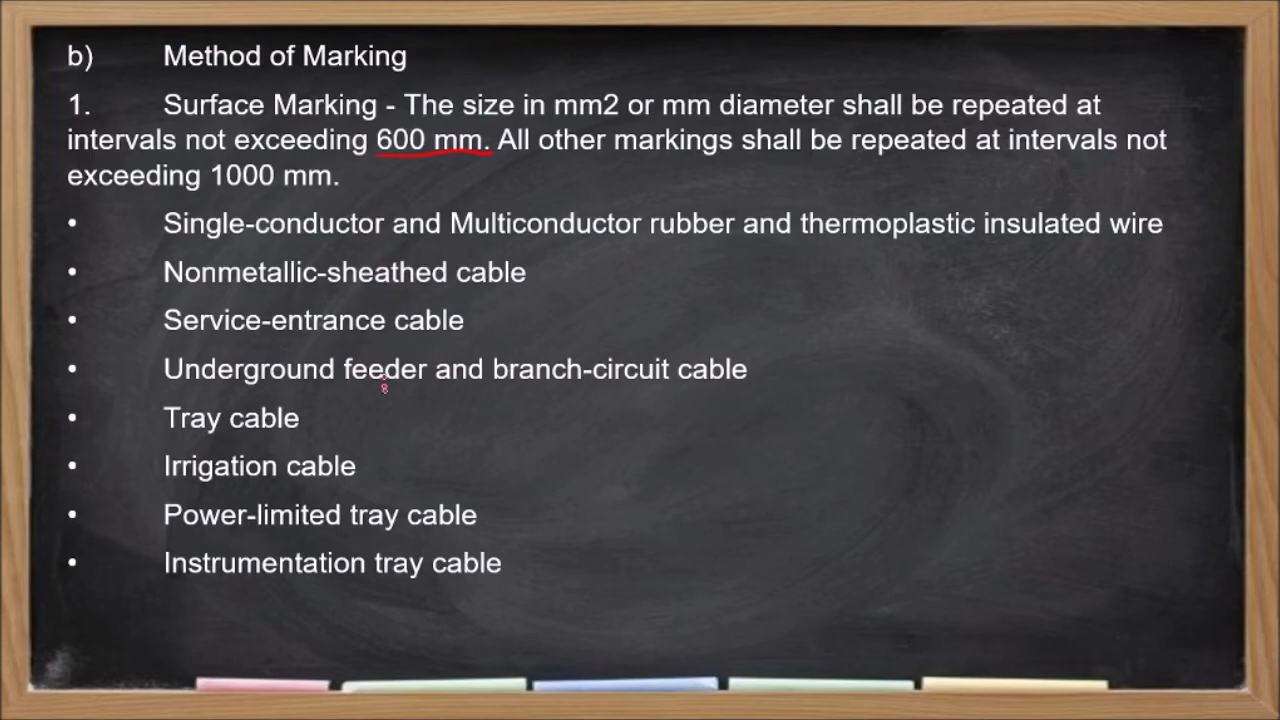 b) Method of Marking
1. Surface Marking - The size in mm2 or mm diameter shall be repeated at
intervals not exceeding 600 mm. All other markings shall be repeated at intervals not
exceeding 1000 mm.
• Single-conductor and Multiconductor rubber and thermoplastic insulated wire
• Nonmetallic-sheathed cable
• Service-entrance cable
• Underground feeder and branch-circuit cable
• Tray cable
• Irrigation cable
• Power-limited tray cable
• Instrumentation tray cable